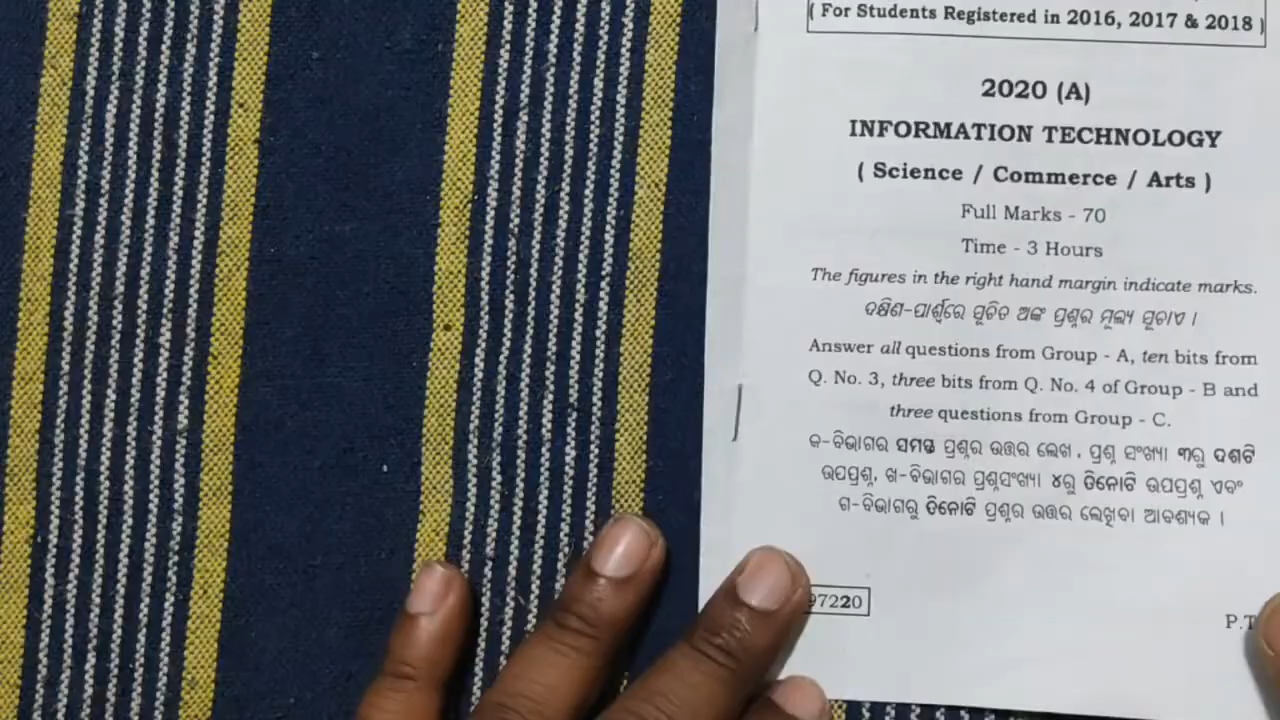 ( For Students Registered in 2016, 2017 & 2018 )
2020 (A)
INFORMATION TECHNOLOGY
( Science / Commerce / Arts )
Full Marks - 70
Time - 3 Hours
The figures in the right hand margin indicate marks.
ଦକ୍ଷିଣ-ପାର୍ଶ୍ବରେ ସୂଚିତ ଅଙ୍କ ପ୍ରଶ୍ନର ମୂଲ୍ୟ ସୂଚାଏ ।
Answer all questions from Group - A, ten bits from
Q. No. 3, three bits from Q. No. 4 of Group - B and
three questions from Group - C.
କ-ବିଭାଗର ସମସ୍ତ ପ୍ରଶ୍ନର ଉତ୍ତର ଲେଖ, ପ୍ରଶ୍ନ ସଂଖ୍ୟା ୩ରୁ ଦଶଟି
ଉପପ୍ରଶ୍ନ, ଖ-ବିଭାଗର ପ୍ରଶ୍ନସଂଖ୍ୟା ୪ରୁ ତିନୋଟି ଉପପ୍ରଶ୍ନ ଏବଂ
ଗ-ବିଭାଗରୁ ତିନୋଟି ପ୍ରଶ୍ନର ଉତ୍ତର ଲେଖିବା ଆବଶ୍ୟକ ।
97220
P.T